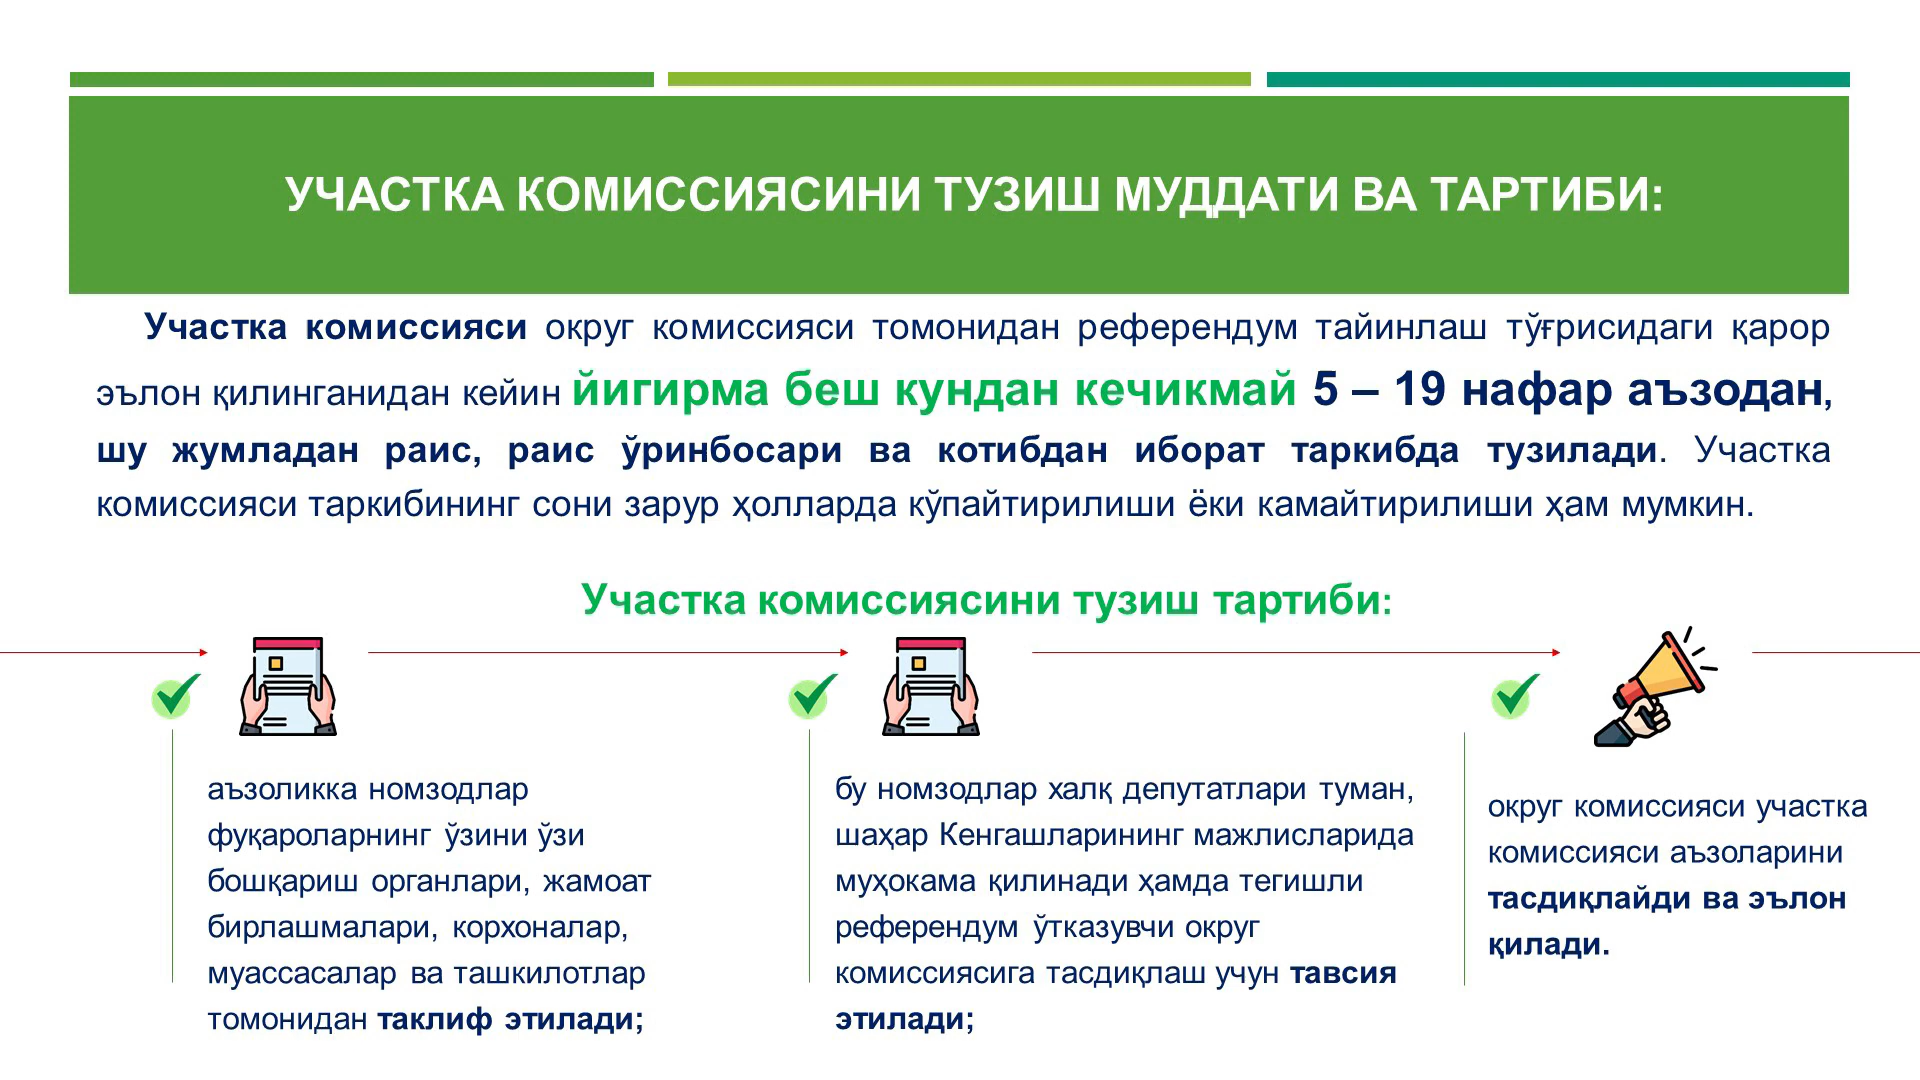 УЧАСТКА КОМИССИЯСИНИ ТУЗИШ МУДДАТИ ВА ТАРТИБИ:
Участка комиссияси округ комиссияси томонидан референдум тайинлаш тўғрисидаги қарор
эълон қилинганидан кейин йигирма беш кундан кечикмай 5 – 19 нафар аъзодан,
шу жумладан раис, раис ўринбосари ва котибдан иборат таркибда тузилади. Участка
комиссияси таркибининг сони зарур ҳолларда кўпайтирилиши ёки камайтирилиши ҳам мумкин.
Участка комиссиясини тузиш тартиби:
аъзоликка номзодлар
фуқароларнинг ўзини ўзи
бошқариш органлари, жамоат
бирлашмалари, корхоналар,
муассасалар ва ташкилотлар
томонидан таклиф этилади;
бу номзодлар халқ депутатлари туман,
шаҳар Кенгашларининг мажлисларида
муҳокама қилинади ҳамда тегишли
референдум ўтказувчи округ
комиссиясига тасдиқлаш учун тавсия
этилади;
округ комиссияси участка
комиссияси аъзоларини
тасдиқлайди ва эълон
қилади.